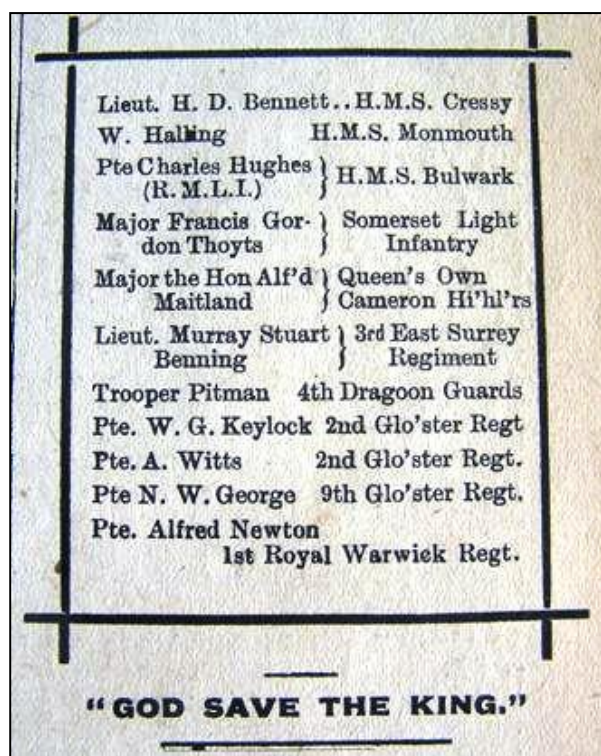 Lieut. H. D. Bennett..H.M.S. Cressy
W. Halling H.M.S. Monmouth
Pte Charles Hughes } H.M.S. Bulwark
(R.M.L.I.)
Major Francis Gor- } Somerset Light
don Thoyts Infantry
Major the Hon Alf'd } Queen's Own
Maitland Cameron Hi'hl'rs
Lieut. Murray Stuart } 3rd East Surrey
Benning Regiment
Trooper Pitman 4th Dragoon Guards
Pte. W. G. Keylock 2nd Glo'ster Regt
Pte. A. Witts 2nd Glo'ster Regt.
Pte N. W. George 9th Glo'ster Regt.
Pte. Alfred Newton
1st Royal Warwick Regt.
"GOD SAVE THE KING."